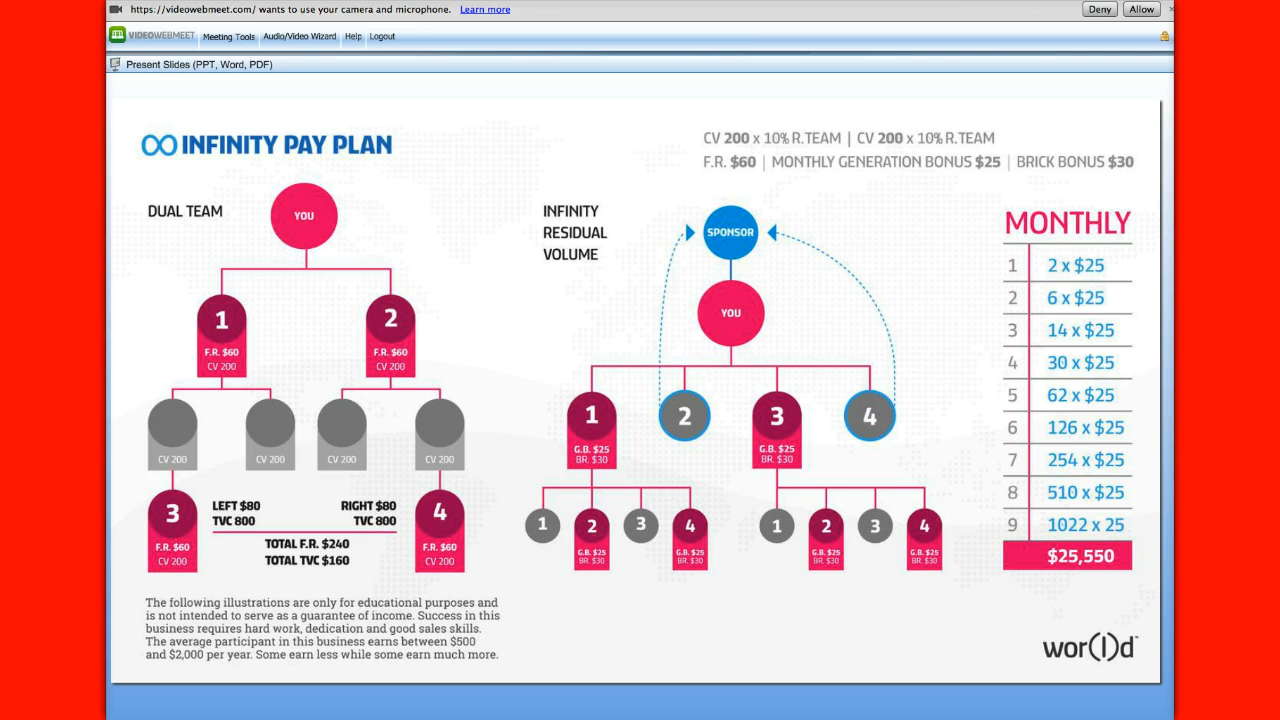 https://videowebmeet.com/ wants to use your camera and microphone. Learn more
Deny
Allow
×
VIDEOWEBMEET
Meeting Tools
Audio/Video Wizard
Help
Logout
Present Slides (PPT, Word, PDF)
INFINITY PAY PLAN
CV 200 x 10% R.TEAM | CV 200 x 10% R.TEAM
F.R. $60 | MONTHLY GENERATION BONUS $25 | BRICK BONUS $30
DUAL TEAM
YOU
1
F.R. $60
CV 200
2
F.R. $60
CV 200
CV 200
CV 200
CV 200
CV 200
3
F.R. $60
CV 200
LEFT $80
TVC 800
RIGHT $80
TVC 800
TOTAL F.R. $240
TOTAL TVC $160
4
F.R. $60
CV 200
The following illustrations are only for educational purposes and
is not intended to serve as a guarantee of income. Success in this
business requires hard work, dedication and good sales skills.
The average participant in this business earns between $500
and $2,000 per year. Some earn less while some earn much more.
INFINITY
RESIDUAL
VOLUME
SPONSOR
YOU
1
G.B. $25
BR. $30
2
3
G.B. $25
BR. $30
4
1
2
G.B. $25
BR. $30
3
4
G.B. $25
BR. $30
1
2
G.B. $25
BR. $30
3
4
G.B. $25
BR. $30
MONTHLY
1 2 x $25
2 6 x $25
3 14 x $25
4 30 x $25
5 62 x $25
6 126 x $25
7 254 x $25
8 510 x $25
9 1022 x 25
$25,550
wor(l)d™